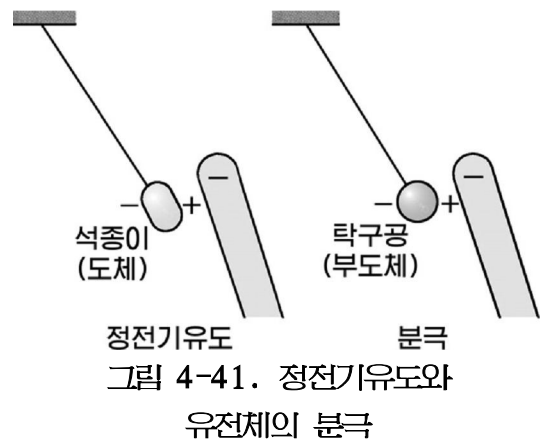 −
− +
석종이
(도체)
정전기유도
−
− +
탁구공
(부도체)
분극
그림 4-41. 정전기유도와
유전체의 분극